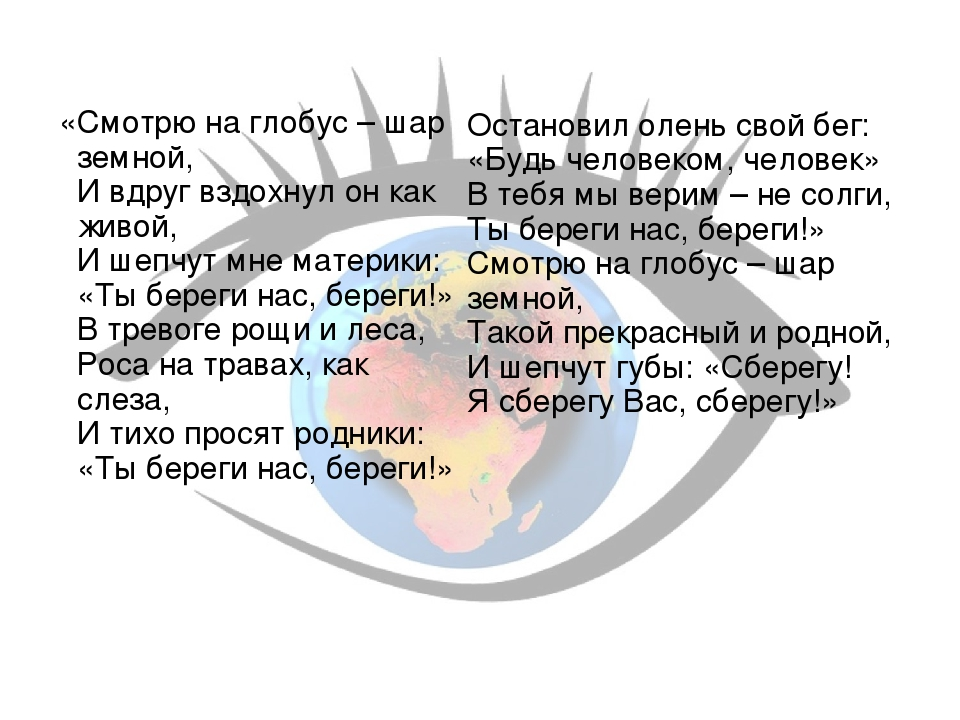 «Смотрю на глобус – шар
земной,
И вдруг вздохнул он как
живой,
И шепчут мне материки:
«Ты береги нас, береги!»
В тревоге рощи и леса,
Роса на травах, как
слеза,
И тихо просят родники:
«Ты береги нас, береги!»
Остановил олень свой бег:
«Будь человеком, человек»
В тебя мы верим – не солги,
Ты береги нас, береги!»
Смотрю на глобус – шар
земной,
Такой прекрасный и родной,
И шепчут губы: «Сберегу!
Я сберегу Вас, сберегу!»